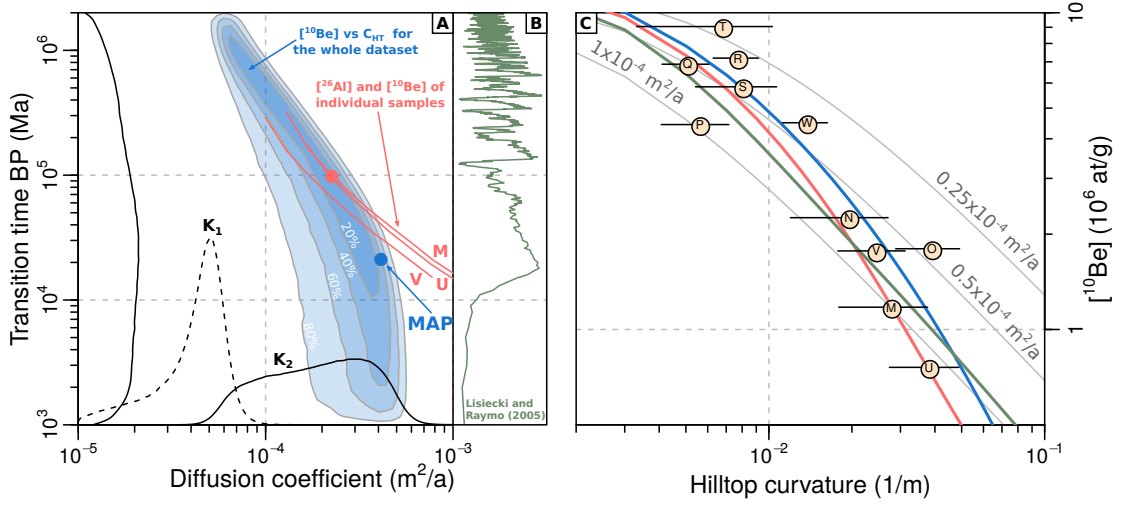 A
B
C
10⁶
10⁵
10⁴
10³
Transition time BP (Ma)
[¹⁰Be] vs C_HT for
the whole dataset
[²⁶Al] and [¹⁰Be] of
individual samples
K₁
K₂
20%
40%
60%
80%
M
V U
MAP
10⁻⁵
10⁻⁴
10⁻³
Diffusion coefficient (m²/a)
Lisiecki and
Raymo (2005)
T
R
Q
S
P
W
N
V
O
M
U
1x10⁻⁴ m²/a
0.25x10⁻⁴ m²/a
0.5x10⁻⁴ m²/a
10
1
[¹⁰Be] (10⁶ at/g)
10⁻²
10⁻¹
Hilltop curvature (1/m)